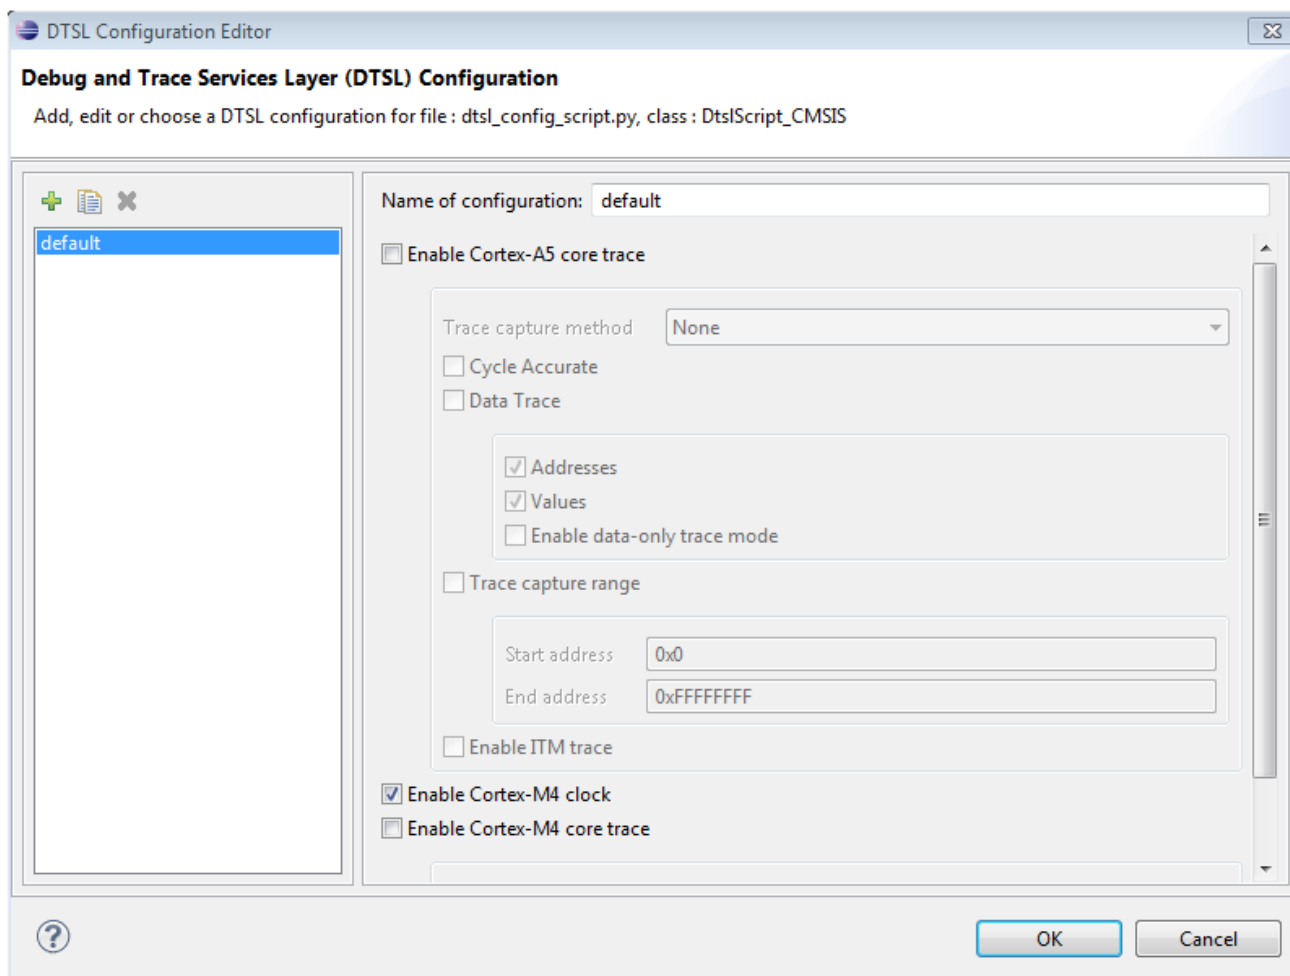 DTSL Configuration Editor
Debug and Trace Services Layer (DTSL) Configuration
Add, edit or choose a DTSL configuration for file : dtsl_config_script.py, class : DtslScript_CMSIS
Name of configuration: default
default
Enable Cortex-A5 core trace
Trace capture method None
Cycle Accurate
Data Trace
Addresses
Values
Enable data-only trace mode
Trace capture range
Start address 0x0
End address 0xFFFFFFFF
Enable ITM trace
Enable Cortex-M4 clock
Enable Cortex-M4 core trace
? OK Cancel